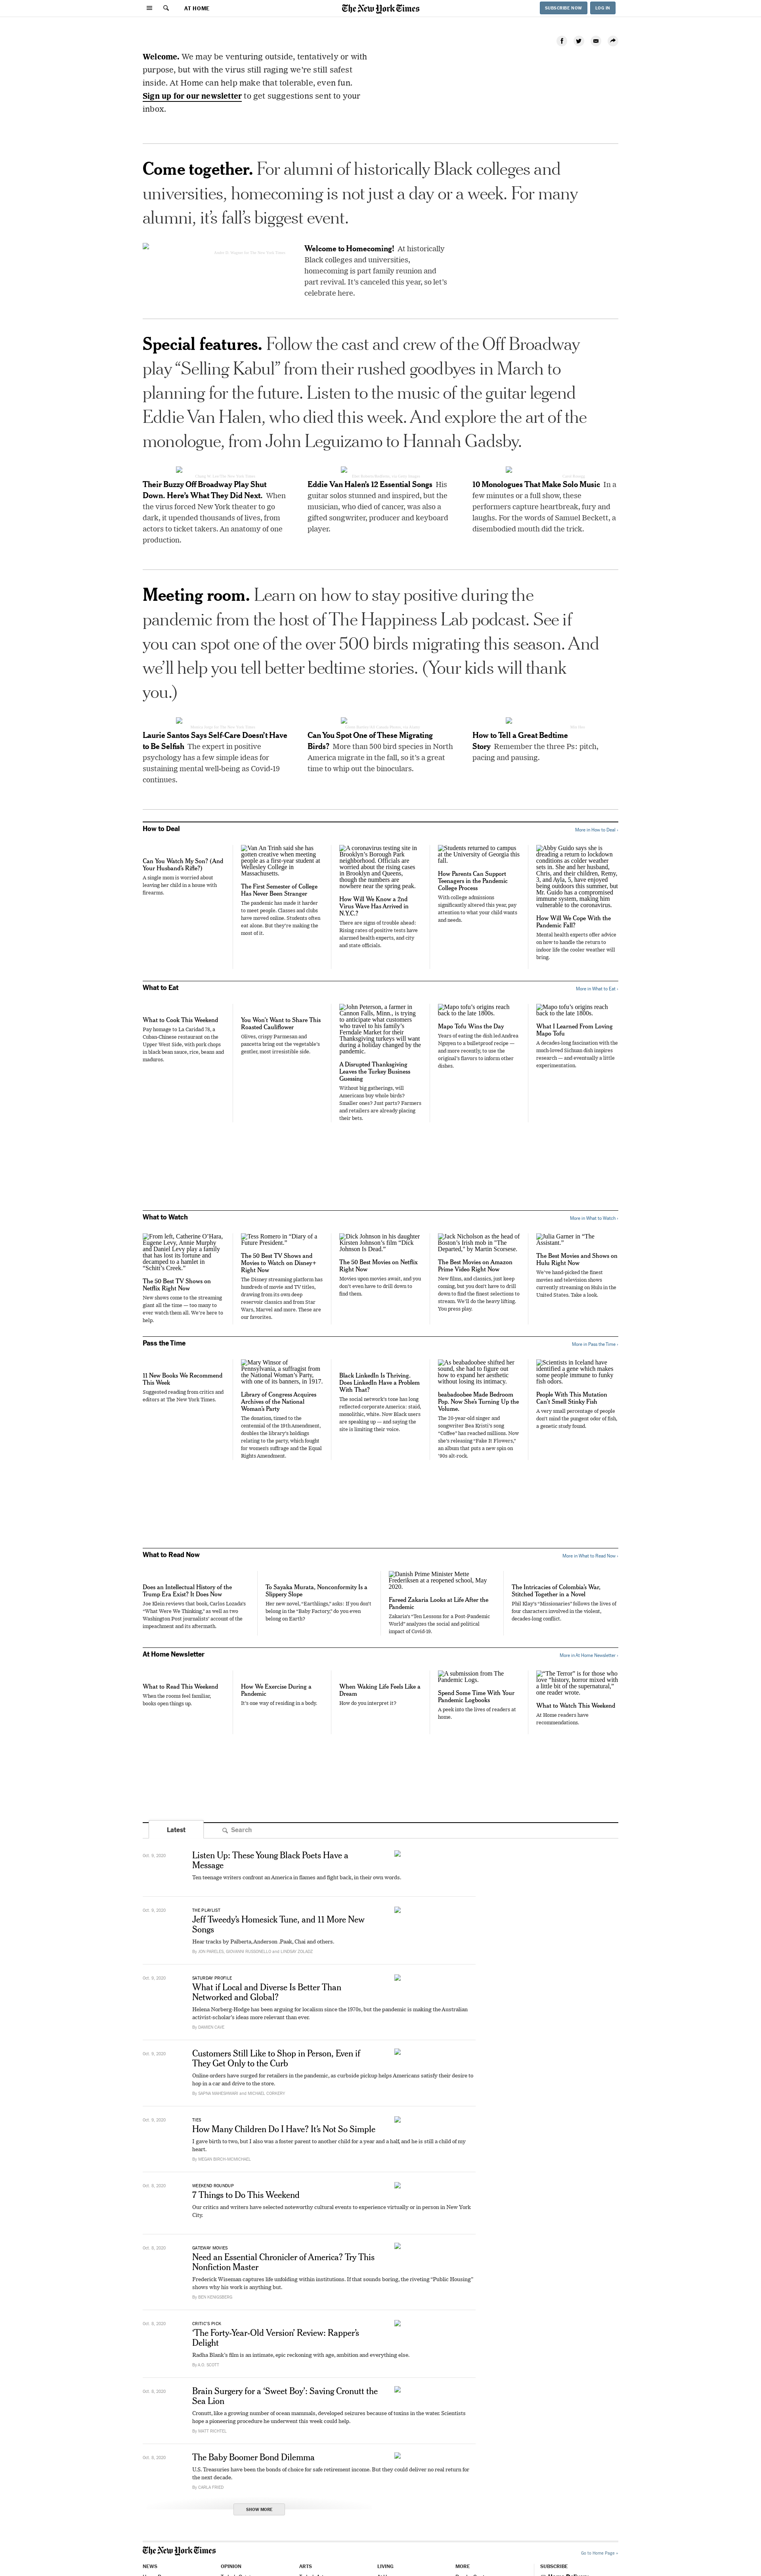 AT HOME
The New York Times
SUBSCRIBE NOW
LOG IN
Welcome. We may be venturing outside, tentatively or with
purpose, but with the virus still raging we're still safest
inside. At Home can help make that tolerable, even fun.
Sign up for our newsletter to get suggestions sent to your
inbox.
Come together. For alumni of historically Black colleges and
universities, homecoming is not just a day or a week. For many
alumni, it's fall's biggest event.
Welcome to Homecoming! At historically
Black colleges and universities,
homecoming is part family reunion and
part revival. It's canceled this year, so let's
celebrate here.
Special features. Follow the cast and crew of the Off Broadway
play “Selling Kabul” from their rushed goodbyes in March to
planning for the future. Listen to the music of the guitar legend
Eddie Van Halen, who died this week. And explore the art of the
monologue, from John Leguizamo to Hannah Gadsby.
Their Buzzy Off Broadway Play Shut
Down. Here's What They Did Next. When
the virus forced New York theater to go
dark, it upended thousands of lives, from
actors to ticket takers. An anatomy of one
production.
Eddie Van Halen's 12 Essential Songs His
guitar solos stunned and inspired, but the
musician, who died of cancer, was also a
gifted songwriter, producer and keyboard
player.
10 Monologues That Make Solo Music In a
few minutes or a full show, these
performers capture heartbreak, fury and
laughs. For the words of Samuel Beckett, a
disembodied mouth did the trick.
Meeting room. Learn on how to stay positive during the
pandemic from the host of The Happiness Lab podcast. See if
you can spot one of the over 500 birds migrating this season. And
we'll help you tell better bedtime stories. (Your kids will thank
you.)
Laurie Santos Says Self-Care Doesn't Have
to Be Selfish The expert in positive
psychology has a few simple ideas for
sustaining mental well-being as Covid-19
continues.
Can You Spot One of These Migrating
Birds? More than 500 bird species in North
America migrate in the fall, so it's a great
time to whip out the binoculars.
How to Tell a Great Bedtime
Story Remember the three Ps: pitch,
pacing and pausing.
How to Deal
More in How to Deal ›
Can You Watch My Son? (And
Your Husband's Rifle?)
A single mom is worried about
leaving her child in a house with
firearms.
Van An Trinh said she has
gotten creative when meeting
people as a first-year student at
Wellesley College in
Massachusetts.
The First Semester of College
Has Never Been Stranger
The pandemic has made it harder
to meet people. Classes and clubs
have moved online. Students often
eat alone. But they're making the
most of it.
A coronavirus testing site in
Brooklyn's Borough Park
neighborhood. Officials are
worried about the rising cases
in Brooklyn and Queens,
though the numbers are
nowhere near the spring peak.
How Will We Know a 2nd
Virus Wave Has Arrived in
N.Y.C.?
There are signs of trouble ahead:
Rising rates of positive tests have
alarmed health experts, and city
and state officials.
Students returned to campus
at the University of Georgia this
fall.
How Parents Can Support
Teenagers in the Pandemic
College Process
With college admissions
significantly altered this year, pay
attention to what your child wants
and needs.
Abby Guido says she is
dreading a return to lockdown
conditions as colder weather
sets in. She and her husband,
Chris, and their children, Remy,
3, and Ayla, 5, have enjoyed
being outdoors this summer, but
Mr. Guido has a compromised
immune system, making him
vulnerable to the coronavirus.
How Will We Cope With the
Pandemic Fall?
Mental health experts offer advice
on how to handle the return to
indoor life the cooler weather will
bring.
What to Eat
More in What to Eat ›
What to Cook This Weekend
Pay homage to La Caridad 78, a
Cuban-Chinese restaurant on the
Upper West Side, with pork chops
in black bean sauce, rice, beans and
maduros.
You Won't Want to Share This
Roasted Cauliflower
Olives, crispy Parmesan and
pancetta bring out the vegetable's
gentler, most irresistible side.
John Peterson, a farmer in
Cannon Falls, Minn., is trying
to anticipate what customers
who travel to his family's
Ferndale Market for their
Thanksgiving turkeys will want
during a holiday changed by the
pandemic.
A Disrupted Thanksgiving
Leaves the Turkey Business
Guessing
Without big gatherings, will
Americans buy whole birds?
Smaller ones? Just parts? Farmers
and retailers are already placing
their bets.
Mapo tofu's origins reach
back to the late 1800s.
Mapo Tofu Wins the Day
Years of eating the dish led Andrea
Nguyen to a bulletproof recipe —
and more recently, to use the
original's flavors to inform other
dishes.
Mapo tofu's origins reach
back to the late 1800s.
What I Learned From Loving
Mapo Tofu
A decades-long fascination with the
much-loved Sichuan dish inspires
research — and eventually a little
experimentation.
What to Watch
More in What to Watch ›
From left, Catherine O'Hara,
Eugene Levy, Annie Murphy
and Daniel Levy play a family
that has lost its fortune and
decamped to a hamlet in
“Schitt's Creek.”
The 50 Best TV Shows on
Netflix Right Now
New shows come to the streaming
giant all the time — too many to
ever watch them all. We're here to
help.
Tess Romero in “Diary of a
Future President.”
The 50 Best TV Shows and
Movies to Watch on Disney+
Right Now
The Disney streaming platform has
hundreds of movie and TV titles,
drawing from its own deep
reservoir classics and from Star
Wars, Marvel and more. These are
our favorites.
Dick Johnson in his daughter
Kirsten Johnson's film “Dick
Johnson Is Dead.”
The 50 Best Movies on Netflix
Right Now
Movies open movies await, and you
don't even have to drill down to
find them.
Jack Nicholson as the head of
Boston's Irish mob in "The
Departed," by Martin Scorsese.
The Best Movies on Amazon
Prime Video Right Now
New films, and classics, just keep
coming, but you don't have to drill
down to find the finest selections to
stream. We'll do the heavy lifting.
You press play.
Julia Garner in “The
Assistant.”
The Best Movies and Shows on
Hulu Right Now
We've hand-picked the finest
movies and television shows
currently streaming on Hulu in the
United States. Take a look.
Pass the Time
More in Pass the Time ›
11 New Books We Recommend
This Week
Suggested reading from critics and
editors at The New York Times.
Mary Winsor of
Pennsylvania, a suffragist from
the National Woman's Party,
with one of its banners, in 1917.
Library of Congress Acquires
Archives of the National
Woman's Party
The donation, timed to the
centennial of the 19th Amendment,
doubles the library's holdings
relating to the party, which fought
for women's suffrage and the Equal
Rights Amendment.
Black LinkedIn Is Thriving.
Does LinkedIn Have a Problem
With That?
The social network's tone has long
reflected corporate America: staid,
monolithic, white. Now Black users
are speaking up — and saying the
site is limiting their voice.
As beabadoobee shifted her
sound, she had to figure out
how to expand her aesthetic
without losing its intimacy.
beabadoobee Made Bedroom
Pop. Now She's Turning Up the
Volume.
The 20-year-old singer and
songwriter Bea Kristi's song
“Coffee” has reached millions. Now
she's releasing “Fake It Flowers,”
an album that puts a new spin on
'90s alt-rock.
Scientists in Iceland have
identified a gene which makes
some people immune to funky
fish odors.
People With This Mutation
Can't Smell Stinky Fish
A very small percentage of people
don't mind the pungent odor of fish,
a genetic study found.
What to Read Now
More in What to Read Now ›
Does an Intellectual History of the
Trump Era Exist? It Does Now
Joe Klein reviews that book, Carlos Lozada's
“What Were We Thinking,” as well as two
Washington Post journalists' account of the
impeachment and its aftermath.
To Sayaka Murata, Nonconformity Is a
Slippery Slope
Her new novel, “Earthlings,” asks: If you don't
belong in the “Baby Factory,” do you even
belong on Earth?
Danish Prime Minister Mette
Frederiksen at a reopened school, May
2020.
Fareed Zakaria Looks at Life After the
Pandemic
Zakaria's “Ten Lessons for a Post-Pandemic
World” analyzes the social and political
impact of Covid-19.
The Intricacies of Colombia's War,
Stitched Together in a Novel
Phil Klay's “Missionaries” follows the lives of
four characters involved in the violent,
decades-long conflict.
At Home Newsletter
More in At Home Newsletter ›
What to Read This Weekend
When the rooms feel familiar,
books open things up.
How We Exercise During a
Pandemic
It's one way of residing in a body.
When Waking Life Feels Like a
Dream
How do you interpret it?
A submission from The
Pandemic Logs.
Spend Some Time With Your
Pandemic Logbooks
A peek into the lives of readers at
home.
“The Terror” is for those who
love “history, horror mixed with
a little bit of the supernatural,”
one reader wrote.
What to Watch This Weekend
At Home readers have
recommendations.
Latest
Search
Oct. 9, 2020
Listen Up: These Young Black Poets Have a
Message
Ten teenage writers confront an America in flames and fight back, in their own words.
Oct. 9, 2020
THE PLAYLIST
Jeff Tweedy's Homesick Tune, and 11 More New
Songs
Hear tracks by Palberta, Anderson .Paak, Chai and others.
By JON PARELES, GIOVANNI RUSSONELLO and LINDSAY ZOLADZ
Oct. 9, 2020
SATURDAY PROFILE
What if Local and Diverse Is Better Than
Networked and Global?
Helena Norberg-Hodge has been arguing for localism since the 1970s, but the pandemic is making the Australian
activist-scholar's ideas more relevant than ever.
By DAMIEN CAVE
Oct. 9, 2020
Customers Still Like to Shop in Person, Even if
They Get Only to the Curb
Online orders have surged for retailers in the pandemic, as curbside pickup helps Americans satisfy their desire to
hop in a car and drive to the store.
By SAPNA MAHESHWARI and MICHAEL CORKERY
Oct. 9, 2020
TIES
How Many Children Do I Have? It's Not So Simple
I gave birth to two, but I also was a foster parent to another child for a year and a half, and he is still a child of my
heart.
By MEGAN BIRCH-MCMICHAEL
Oct. 8, 2020
WEEKEND ROUNDUP
7 Things to Do This Weekend
Our critics and writers have selected noteworthy cultural events to experience virtually or in person in New York
City.
Oct. 8, 2020
GATEWAY MOVIES
Need an Essential Chronicler of America? Try This
Nonfiction Master
Frederick Wiseman captures life unfolding within institutions. If that sounds boring, the riveting “Public Housing”
shows why his work is anything but.
By BEN KENIGSBERG
Oct. 8, 2020
CRITIC'S PICK
‘The Forty-Year-Old Version’ Review: Rapper's
Delight
Radha Blank's film is an intimate, epic reckoning with age, ambition and everything else.
By A.O. SCOTT
Oct. 8, 2020
Brain Surgery for a ‘Sweet Boy’: Saving Cronutt the
Sea Lion
Cronutt, like a growing number of ocean mammals, developed seizures because of toxins in the water. Scientists
hope a pioneering procedure he underwent this week could help.
By MATT RICHTEL
Oct. 8, 2020
The Baby Boomer Bond Dilemma
U.S. Treasuries have been the bonds of choice for safe retirement income. But they could deliver no real return for
the next decade.
By CARLA FRIED
SHOW MORE
The New York Times
Go to Home Page »
NEWS
OPINION
ARTS
LIVING
MORE
SUBSCRIBE